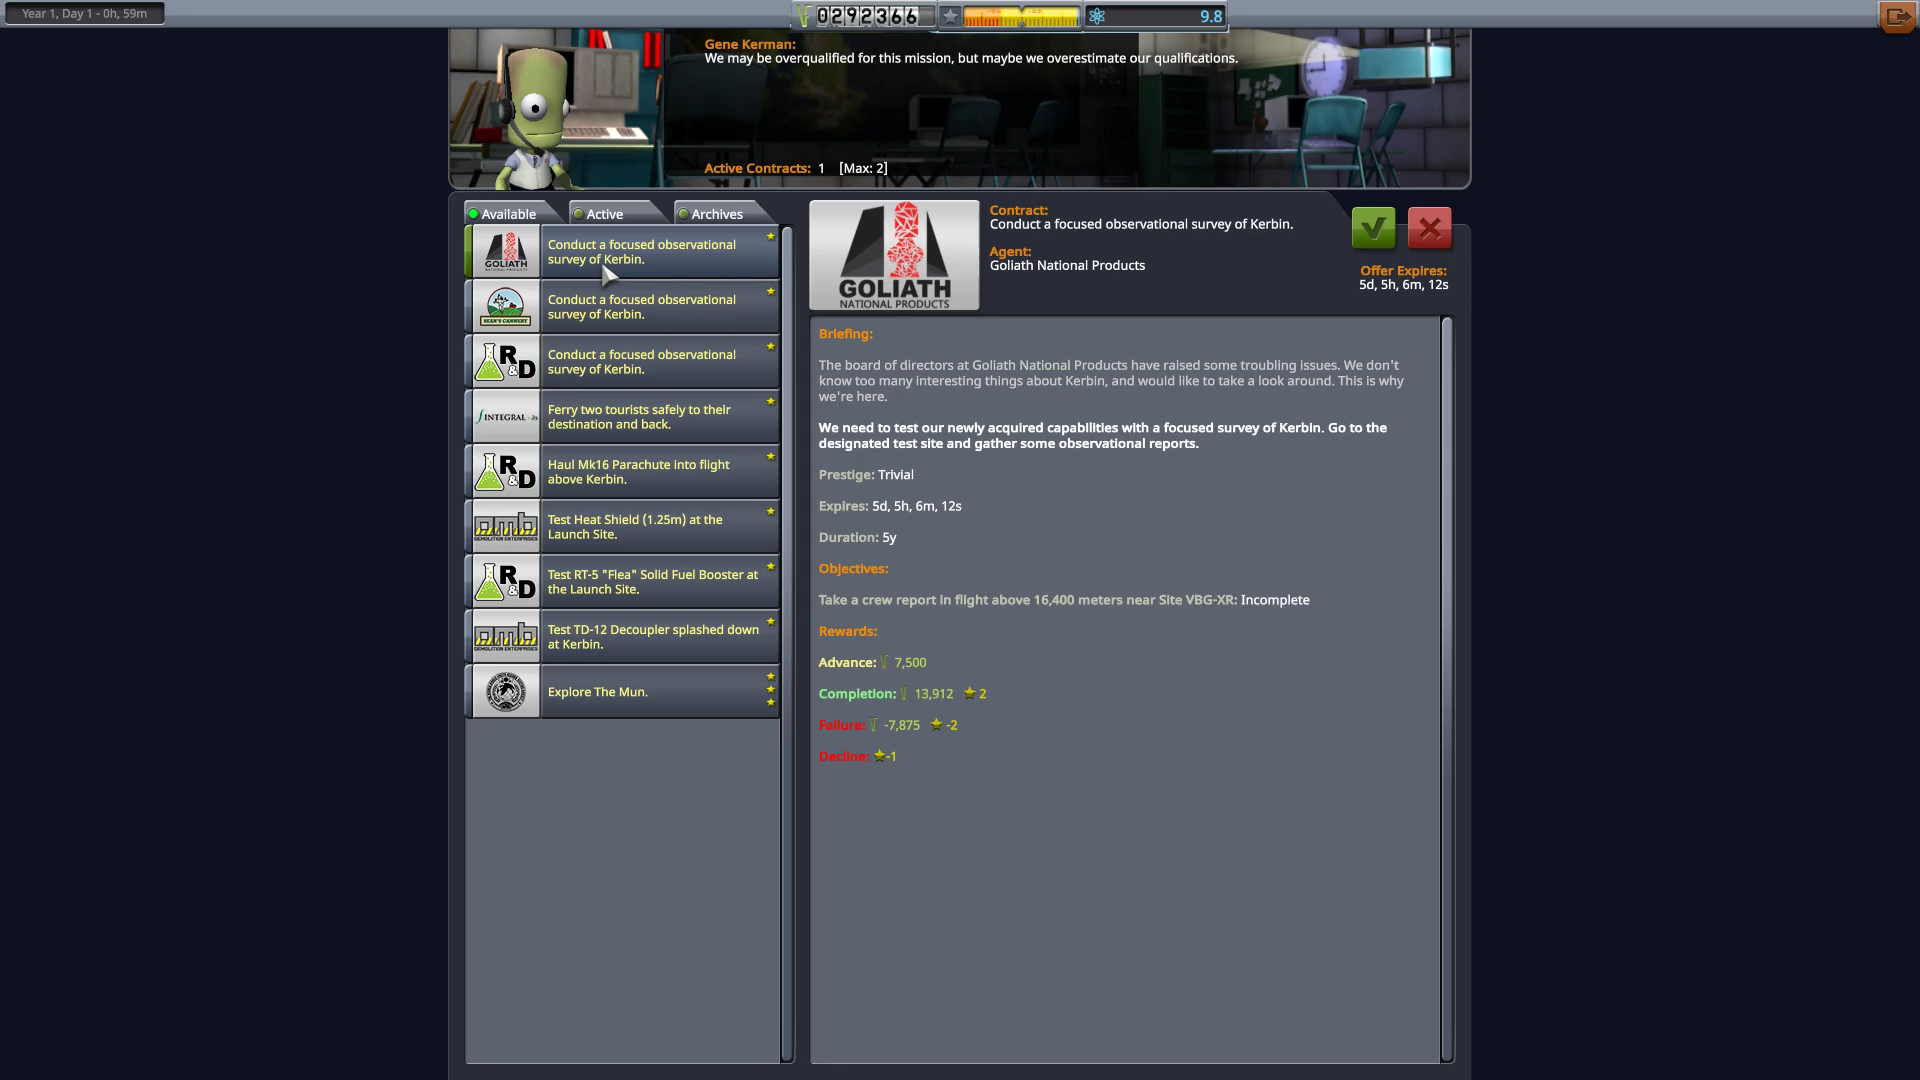 Year 1, Day 1 - 0h, 59m
0292366
9.8
Gene Kerman:
We may be overqualified for this mission, but maybe we overestimate our qualifications.
Active Contracts: 1 [Max: 2]
Available
Active
Archives
GOLIATH
NATIONAL PRODUCTS
Conduct a focused observational
survey of Kerbin.
Conduct a focused observational
survey of Kerbin.
R&D
Conduct a focused observational
survey of Kerbin.
INTEGRAL
Ferry two tourists safely to their
destination and back.
R&D
Haul Mk16 Parachute into flight
above Kerbin.
DEMOLITION ENTERPRISES
Test Heat Shield (1.25m) at the
Launch Site.
R&D
Test RT-5 "Flea" Solid Fuel Booster at
the Launch Site.
DEMOLITION ENTERPRISES
Test TD-12 Decoupler splashed down
at Kerbin.
Explore The Mun.
GOLIATH
NATIONAL PRODUCTS
Contract:
Conduct a focused observational survey of Kerbin.
Agent:
Goliath National Products
Offer Expires:
5d, 5h, 6m, 12s
Briefing:
The board of directors at Goliath National Products have raised some troubling issues. We don't
know too many interesting things about Kerbin, and would like to take a look around. This is why
we're here.
We need to test our newly acquired capabilities with a focused survey of Kerbin. Go to the
designated test site and gather some observational reports.
Prestige: Trivial
Expires: 5d, 5h, 6m, 12s
Duration: 5y
Objectives:
Take a crew report in flight above 16,400 meters near Site VBG-XR: Incomplete
Rewards:
Advance: 7,500
Completion: 13,912 2
Failure: -7,875 -2
Decline: -1